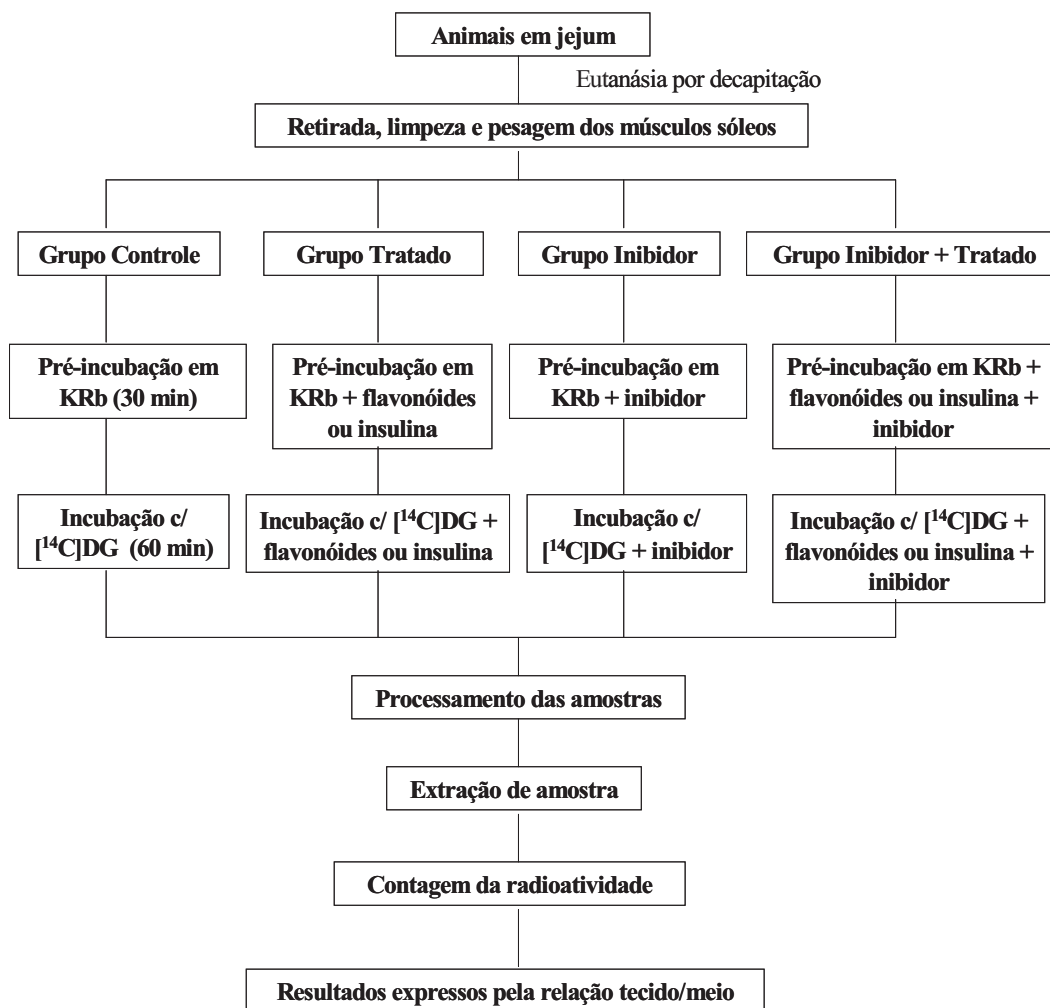 Animais em jejum
Eutanásia por decapitação
Retirada, limpeza e pesagem dos músculos sóleos
Grupo Controle
Grupo Tratado
Grupo Inibidor
Grupo Inibidor + Tratado
Pré-incubação em
KRb (30 min)
Pré-incubação em
KRb + flavonóides
ou insulina
Pré-incubação em
KRb + inibidor
Pré-incubação em KRb +
flavonóides ou insulina +
inibidor
Incubação c/
[¹⁴C]DG (60 min)
Incubação c/ [¹⁴C]DG +
flavonóides ou insulina
Incubação c/
[¹⁴C]DG + inibidor
Incubação c/ [¹⁴C]DG +
flavonóides ou insulina +
inibidor
Processamento das amostras
Extração de amostra
Contagem da radioatividade
Resultados expressos pela relação tecido/meio